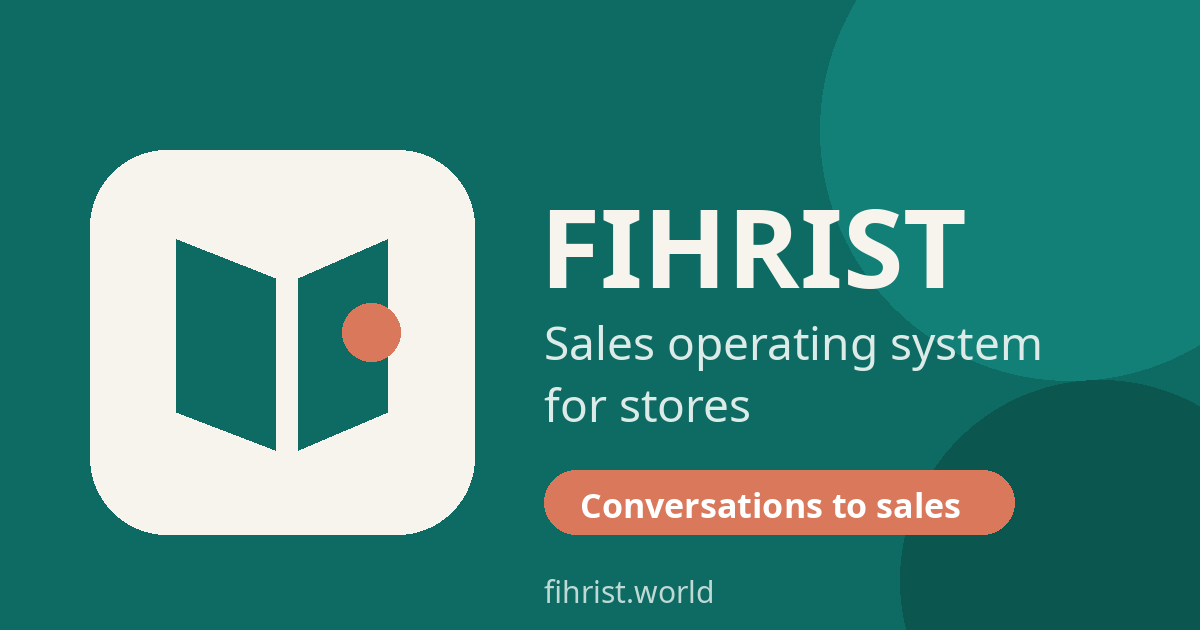 FIHRIST
Sales operating system
for stores
Conversations to sales
fihrist.world